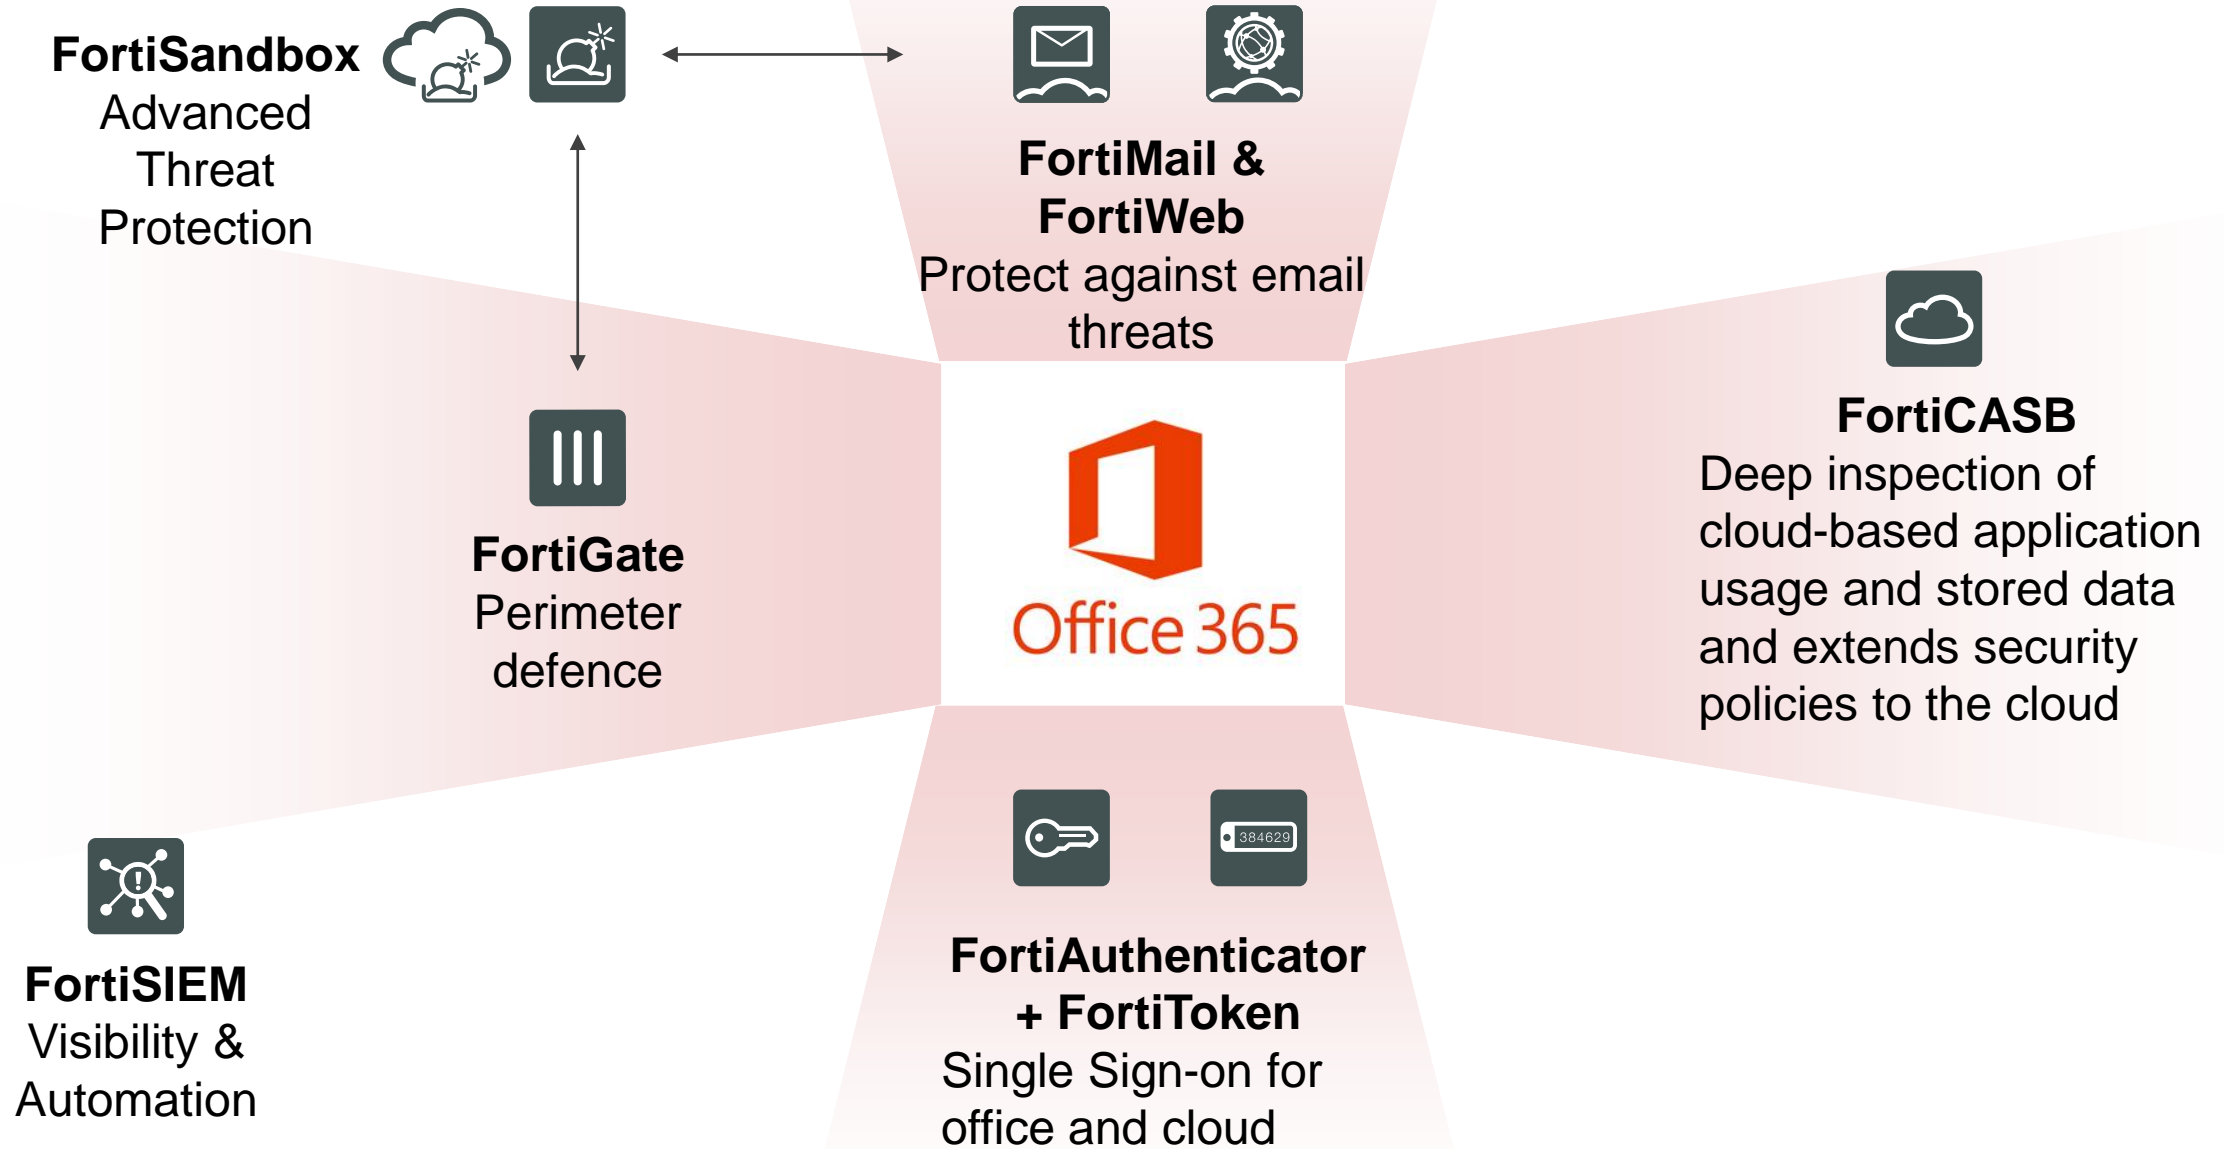 FortiSandbox
Advanced
Threat
Protection
FortiMail &
FortiWeb
Protect against email
threats
FortiGate
Perimeter
defence
Office 365
FortiCASB
Deep inspection of
cloud-based application
usage and stored data
and extends security
policies to the cloud
FortiSIEM
Visibility &
Automation
384629
FortiAuthenticator
+ FortiToken
Single Sign-on for
office and cloud